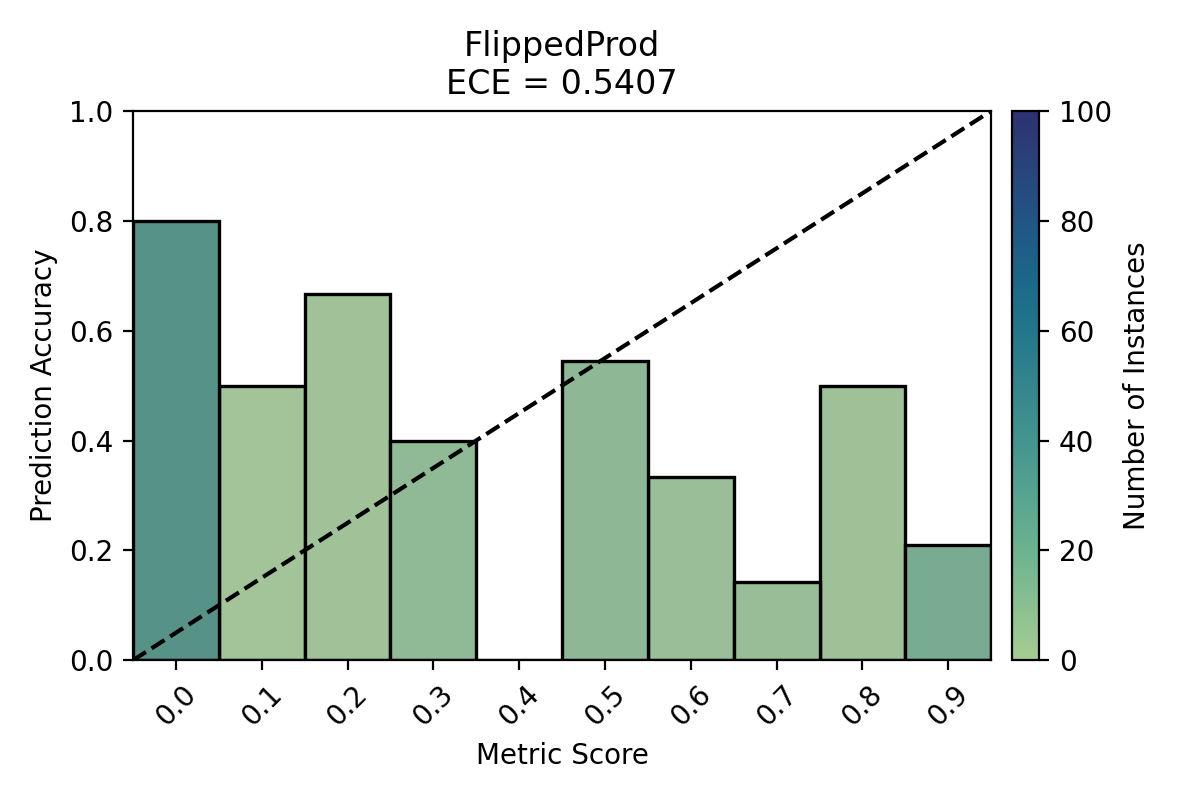 FlippedProd
ECE = 0.5407
1.0
0.8
0.6
0.4
0.2
0.0
Prediction Accuracy
0.0 0.1 0.2 0.3 0.4 0.5 0.6 0.7 0.8 0.9
Metric Score
100
80
60
40
20
0
Number of Instances